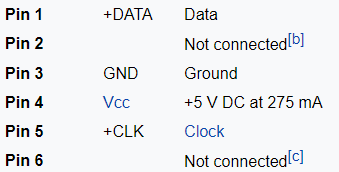 Pin 1 +DATA Data
Pin 2 Not connected[b]
Pin 3 GND Ground
Pin 4 Vcc +5 V DC at 275 mA
Pin 5 +CLK Clock
Pin 6 Not connected[c]